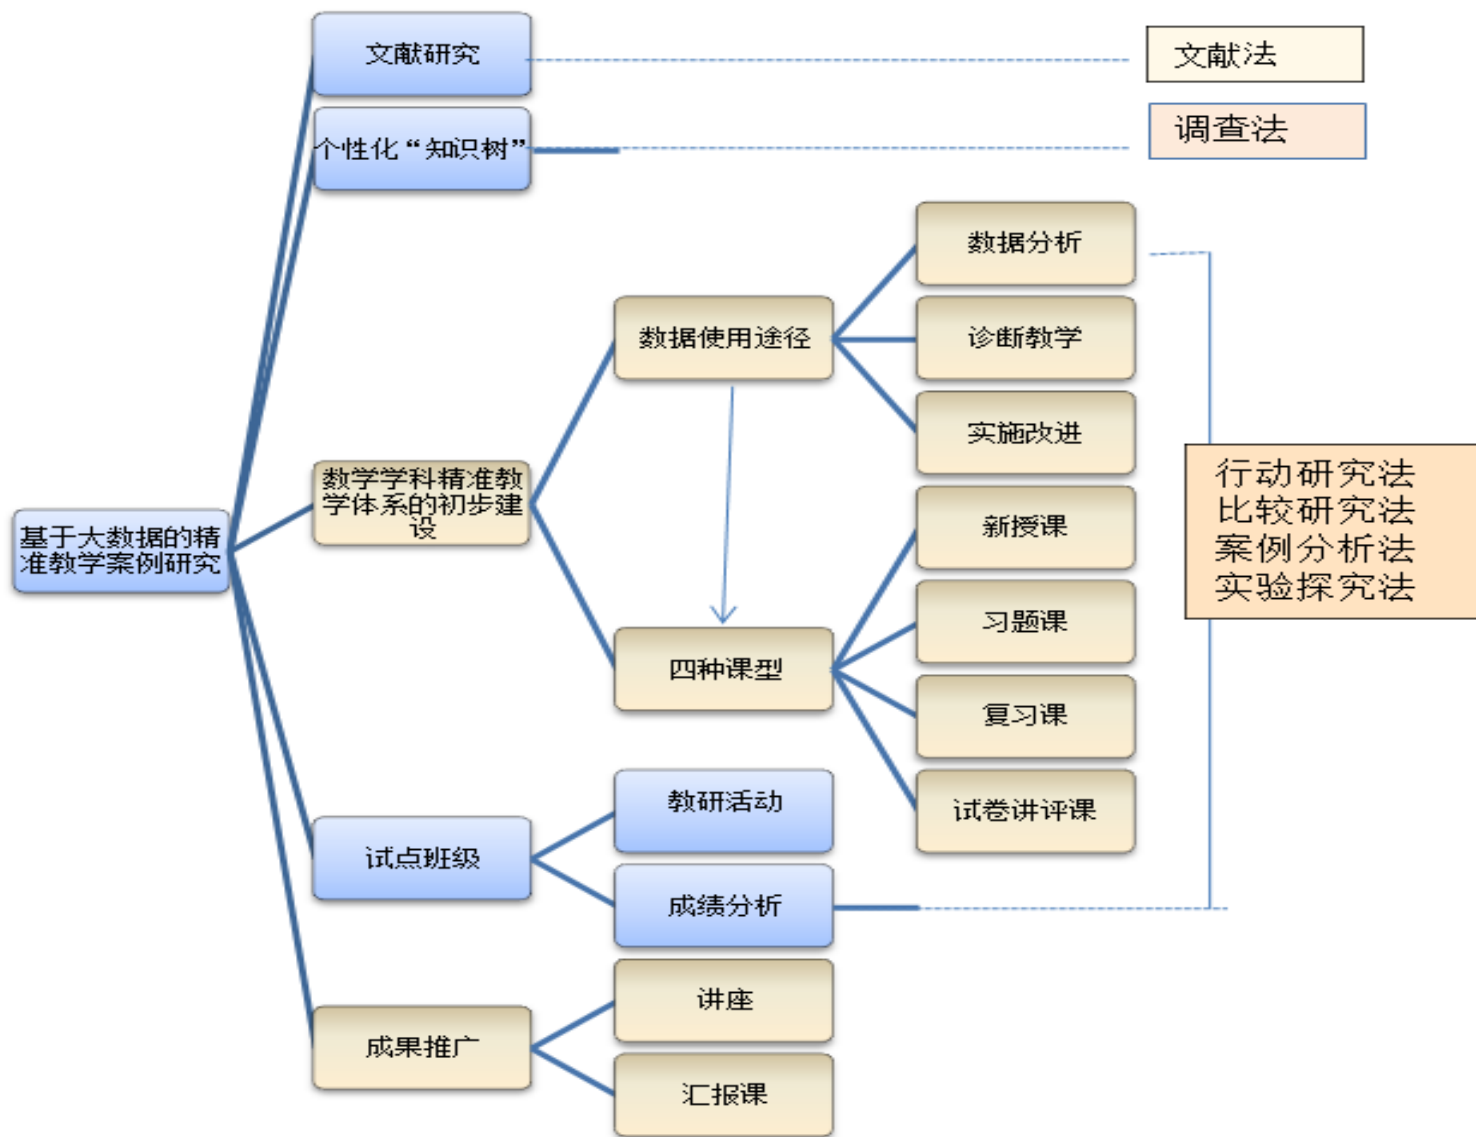 文献研究
文献法
个性化“知识树”
调查法
数据分析
数据使用途径
诊断教学
实施改进
数学学科精准教
学体系的初步建
设
基于大数据的精
准教学案例研究
行动研究法
比较研究法
案例分析法
实验探究法
新授课
习题课
四种课型
复习课
试卷讲评课
教研活动
试点班级
成绩分析
讲座
成果推广
汇报课